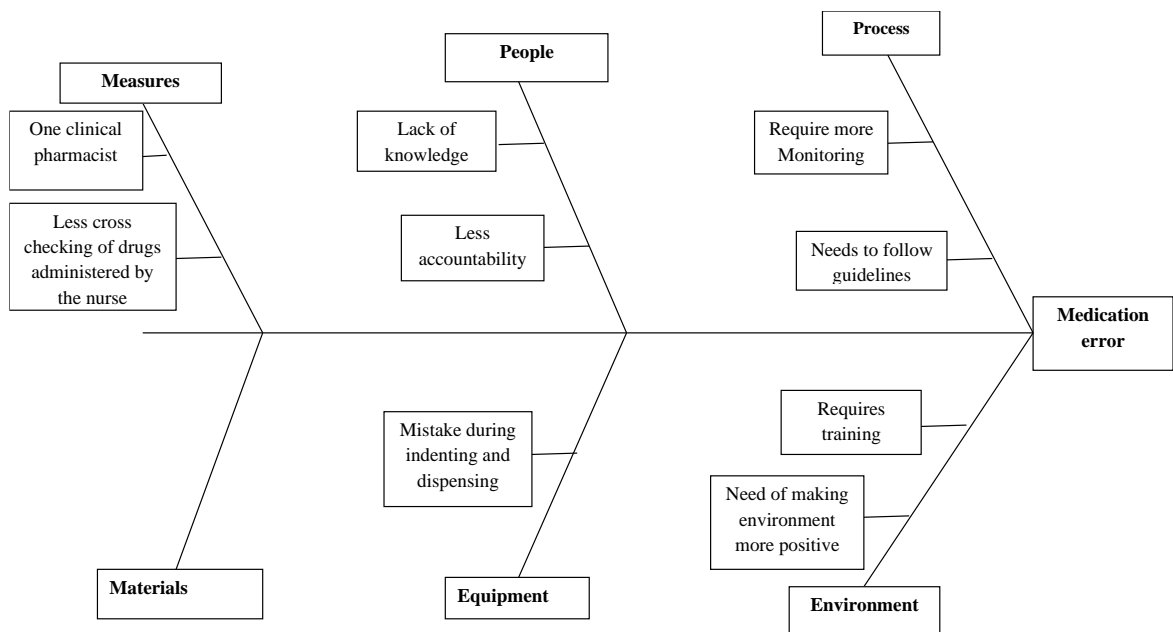 Measures
One clinical
pharmacist
Less cross
checking of drugs
administered by
the nurse
People
Lack of
knowledge
Less
accountability
Process
Require more
Monitoring
Needs to follow
guidelines
Medication
error
Materials
Mistake during
indenting and
dispensing
Equipment
Requires
training
Need of making
environment
more positive
Environment